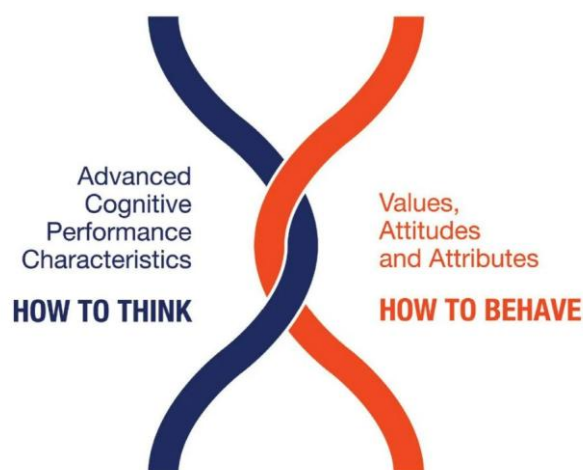 Advanced
Cognitive
Performance
Characteristics
HOW TO THINK
Values,
Attitudes
and Attributes
HOW TO BEHAVE